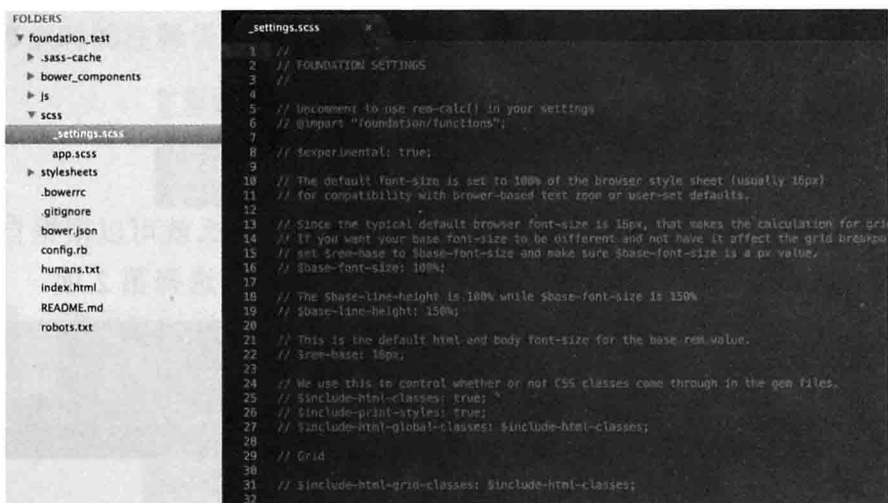 FOLDERS
foundation_test
.sass-cache
bower_components
js
scss
_settings.scss
app.scss
stylesheets
.bowerrc
.gitignore
bower.json
config.rb
humans.txt
index.html
README.md
robots.txt
_settings.scss ×
1 //
2 // FOUNDATION SETTINGS
3 //
4
5 // Uncomment to use rem-calc() in your settings
6 // @import "foundation/functions";
7
8 // $experimental: true;
9
10 // The default font-size is set to 100% of the browser style sheet (usually 16px)
11 // for compatibility with brower-based text zoom or user-set defaults.
12
13 // Since the typical default browser font-size is 16px, that makes the calculation for gri
14 // If you want your base font-size to be different and not have it affect the grid breakpo
15 // set $rem-base to $base-font-size and make sure $base-font-size is a px value.
16 // $base-font-size: 100%;
17
18 // The $base-line-height is 100% while $base-font-size is 150%
19 // $base-line-height: 150%;
20
21 // This is the default html and body font-size for the base rem value.
22 // $rem-base: 16px;
23
24 // We use this to control whether or not CSS classes come through in the gem files.
25 // $include-html-classes: true;
26 // $include-print-styles: true;
27 // $include-html-global-classes: $include-html-classes;
28
29 // Grid
30
31 // $include-html-grid-classes: $include-html-classes;
32